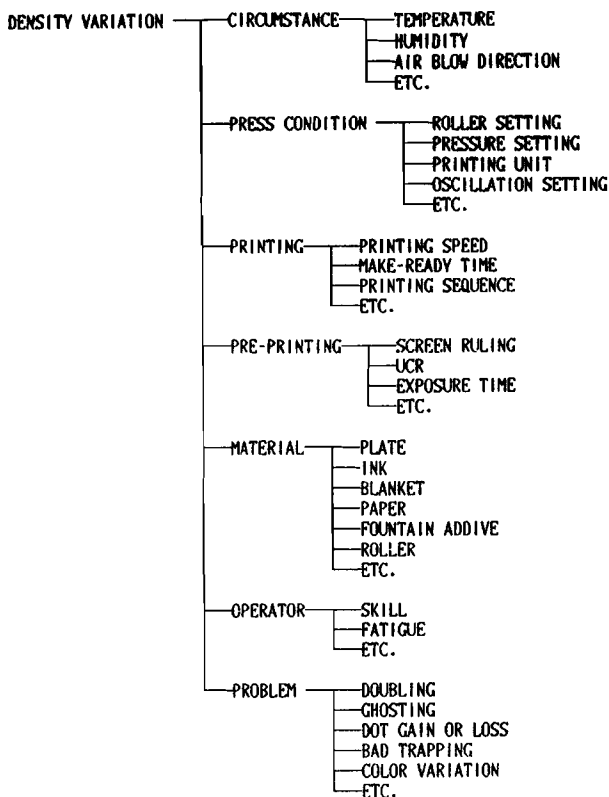 DENSITY VARIATION CIRCUMSTANCE TEMPERATURE
HUMIDITY
AIR BLOW DIRECTION
ETC.
PRESS CONDITION ROLLER SETTING
PRESSURE SETTING
PRINTING UNIT
OSCILLATION SETTING
ETC.
PRINTING PRINTING SPEED
MAKE-READY TIME
PRINTING SEQUENCE
ETC.
PRE-PRINTING SCREEN RULING
UCR
EXPOSURE TIME
ETC.
MATERIAL PLATE
INK
BLANKET
PAPER
FOUNTAIN ADDIVE
ROLLER
ETC.
OPERATOR SKILL
FATIGUE
ETC.
PROBLEM DOUBLING
GHOSTING
DOT GAIN OR LOSS
BAD TRAPPING
COLOR VARIATION
ETC.